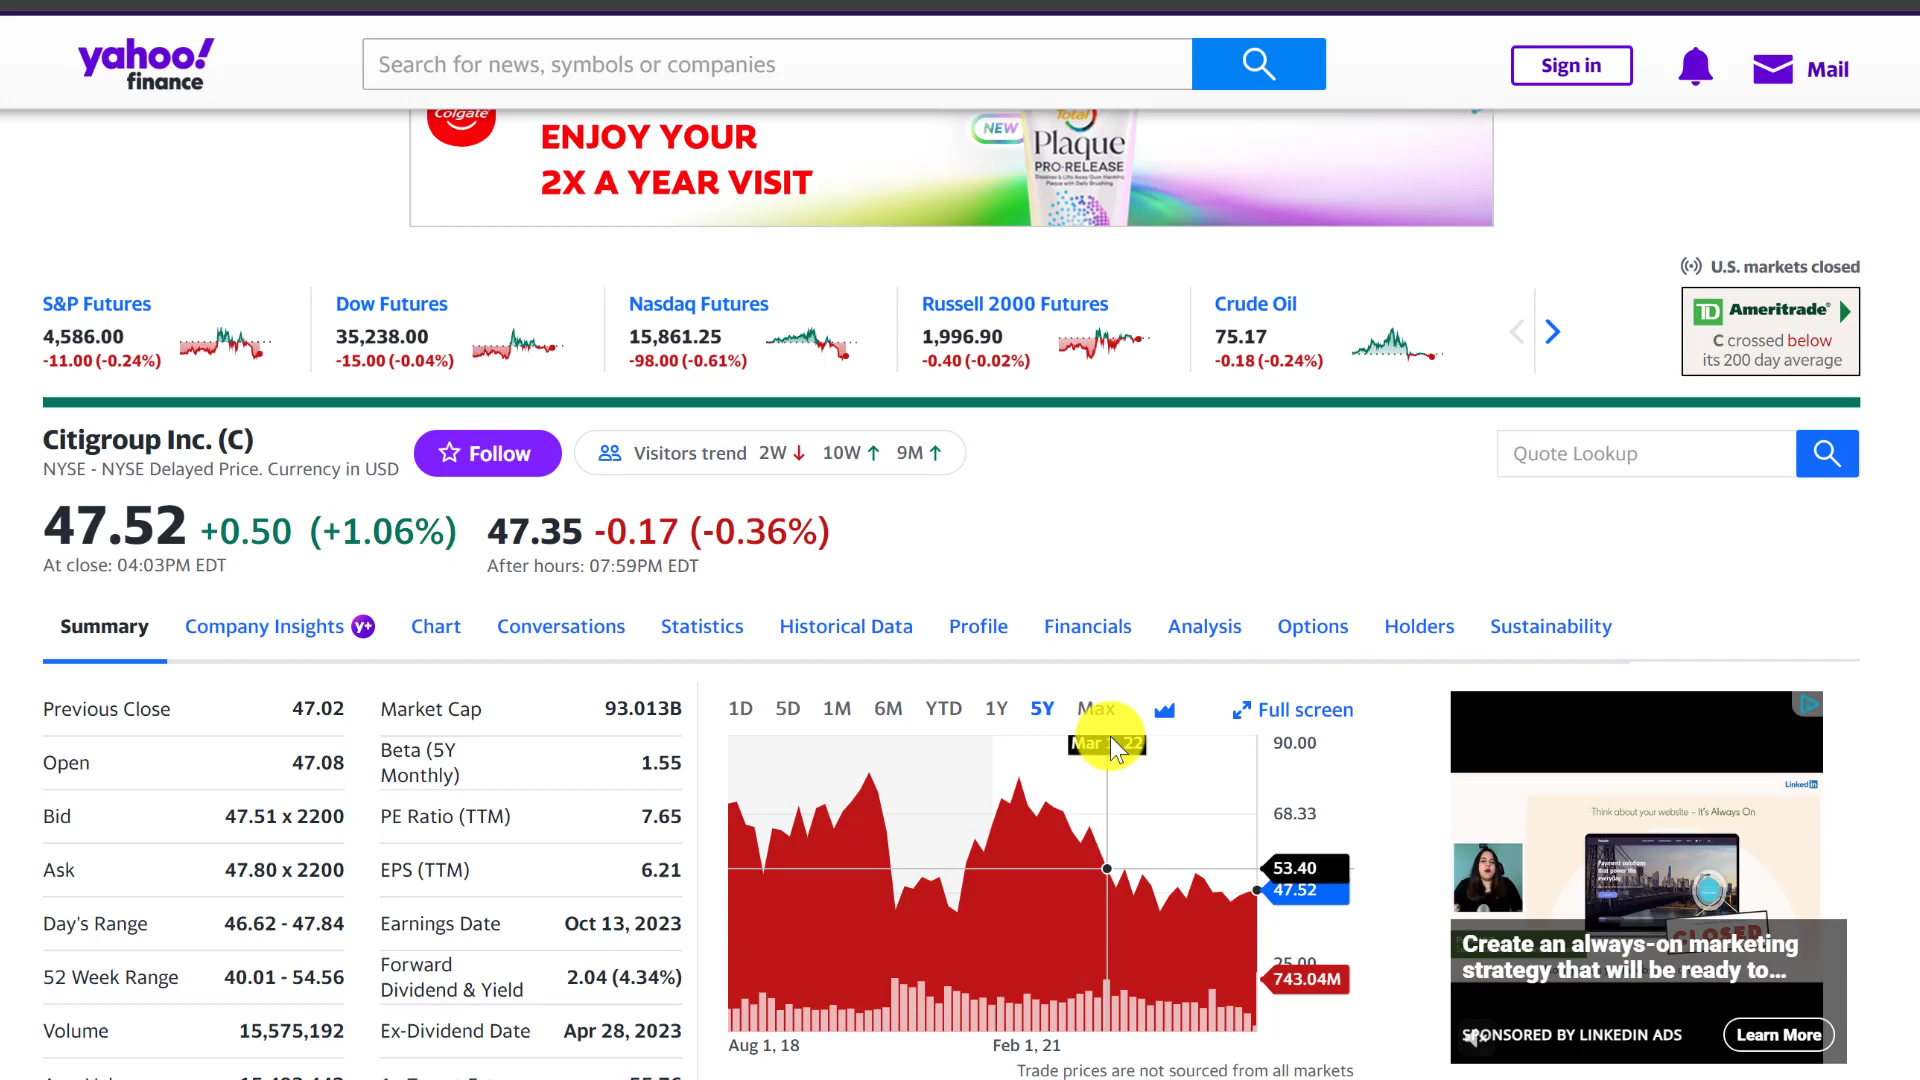 yahoo!
finance
Search for news, symbols or companies
Sign in
Mail
Colgate
ENJOY YOUR
2X A YEAR VISIT
NEW
Total
Plaque
PRO-RELEASE
U.S. markets closed
S&P Futures
4,586.00
-11.00 (-0.24%)
Dow Futures
35,238.00
-15.00 (-0.04%)
Nasdaq Futures
15,861.25
-98.00 (-0.61%)
Russell 2000 Futures
1,996.90
-0.40 (-0.02%)
Crude Oil
75.17
-0.18 (-0.24%)
TD Ameritrade®
C crossed below
its 200 day average
Citigroup Inc. (C)
NYSE - NYSE Delayed Price. Currency in USD
Follow
Visitors trend 2W ↓ 10W ↑ 9M ↑
Quote Lookup
47.52 +0.50 (+1.06%)
At close: 04:03PM EDT
47.35 -0.17 (-0.36%)
After hours: 07:59PM EDT
Summary Company Insights y+ Chart Conversations Statistics Historical Data Profile Financials Analysis Options Holders Sustainability
Previous Close 47.02
Open 47.08
Bid 47.51 x 2200
Ask 47.80 x 2200
Day's Range 46.62 - 47.84
52 Week Range 40.01 - 54.56
Volume 15,575,192
Market Cap 93.013B
Beta (5Y
Monthly) 1.55
PE Ratio (TTM) 7.65
EPS (TTM) 6.21
Earnings Date Oct 13, 2023
Forward
Dividend & Yield 2.04 (4.34%)
Ex-Dividend Date Apr 28, 2023
1D 5D 1M 6M YTD 1Y 5Y Max Full screen
Mar 22
90.00
68.33
53.40
47.52
25.00
743.04M
Aug 1, 18
Feb 1, 21
Trade prices are not sourced from all markets
LinkedIn
Think about your website – It's Always On
CLOSED
Create an always-on marketing
strategy that will be ready to...
SPONSORED BY LINKEDIN ADS
Learn More